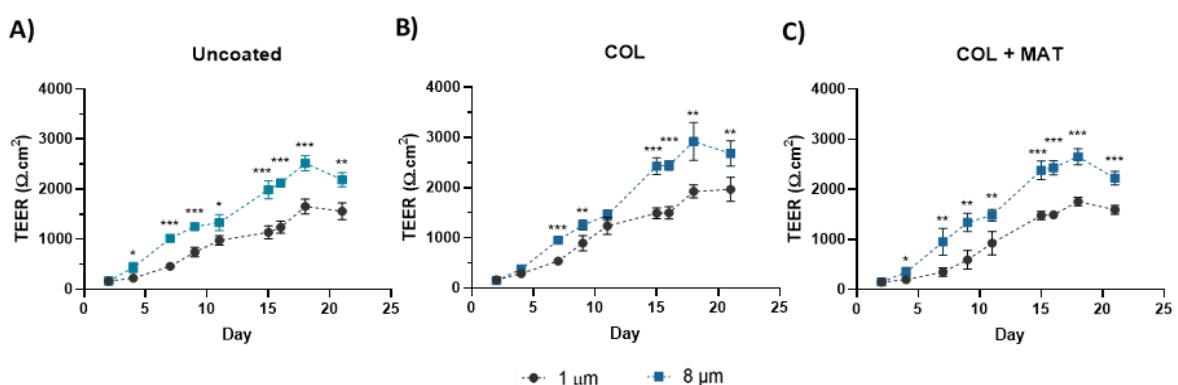 A)
Uncoated
TEER (Ω.cm²)
4000
3000
2000
1000
0
* *** *** * *** *** *** **
0 5 10 15 20 25
Day
B)
COL
TEER (Ω.cm²)
4000
3000
2000
1000
0
*** ** *** *** ** **
0 5 10 15 20 25
Day
C)
COL + MAT
TEER (Ω.cm²)
4000
3000
2000
1000
0
* ** ** ** *** *** *** ***
0 5 10 15 20 25
Day
1 µm 8 µm